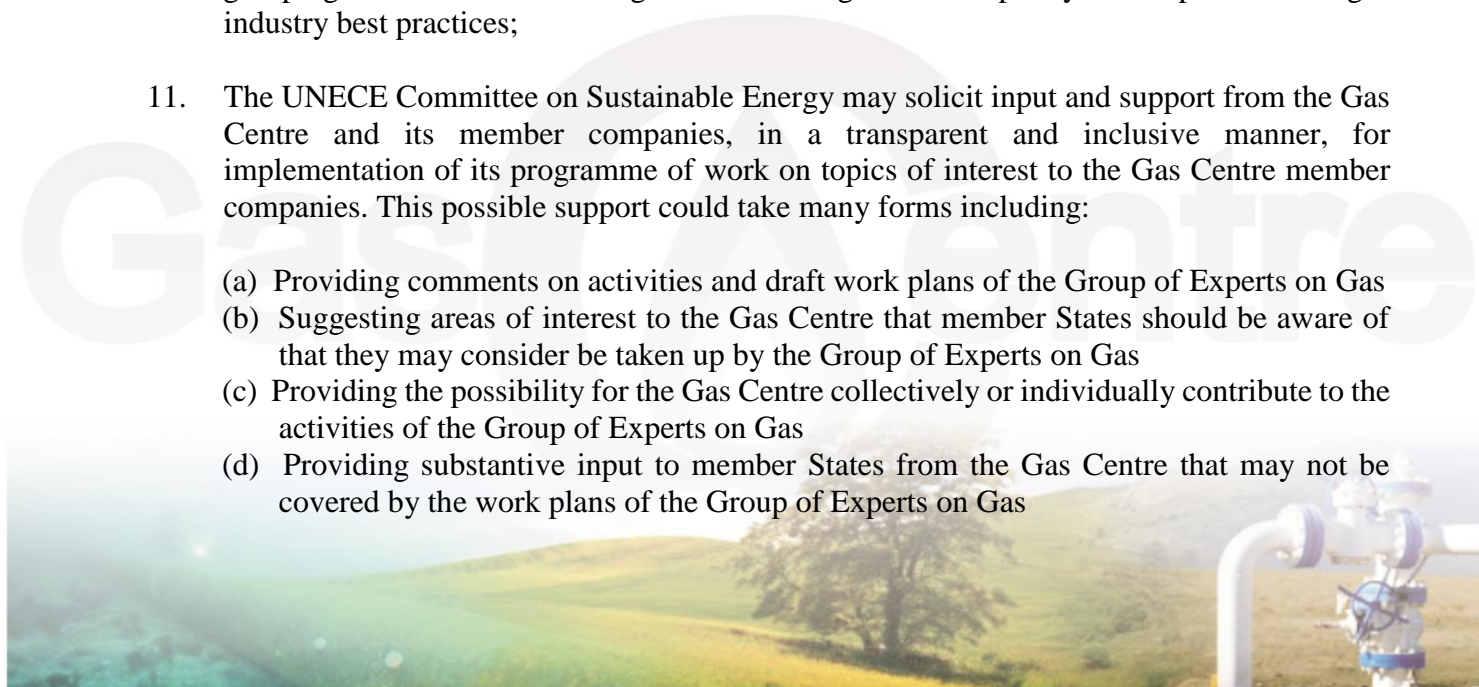 industry best practices;
11. The UNECE Committee on Sustainable Energy may solicit input and support from the Gas
Centre and its member companies, in a transparent and inclusive manner, for
implementation of its programme of work on topics of interest to the Gas Centre member
companies. This possible support could take many forms including:
(a) Providing comments on activities and draft work plans of the Group of Experts on Gas
(b) Suggesting areas of interest to the Gas Centre that member States should be aware of
that they may consider be taken up by the Group of Experts on Gas
(c) Providing the possibility for the Gas Centre collectively or individually contribute to the
activities of the Group of Experts on Gas
(d) Providing substantive input to member States from the Gas Centre that may not be
covered by the work plans of the Group of Experts on Gas
Gas Centre